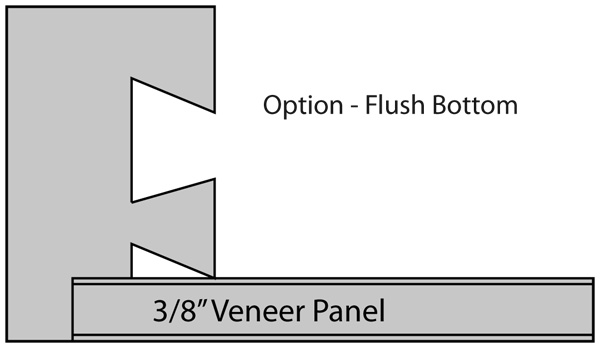 Option - Flush Bottom
3/8” Veneer Panel